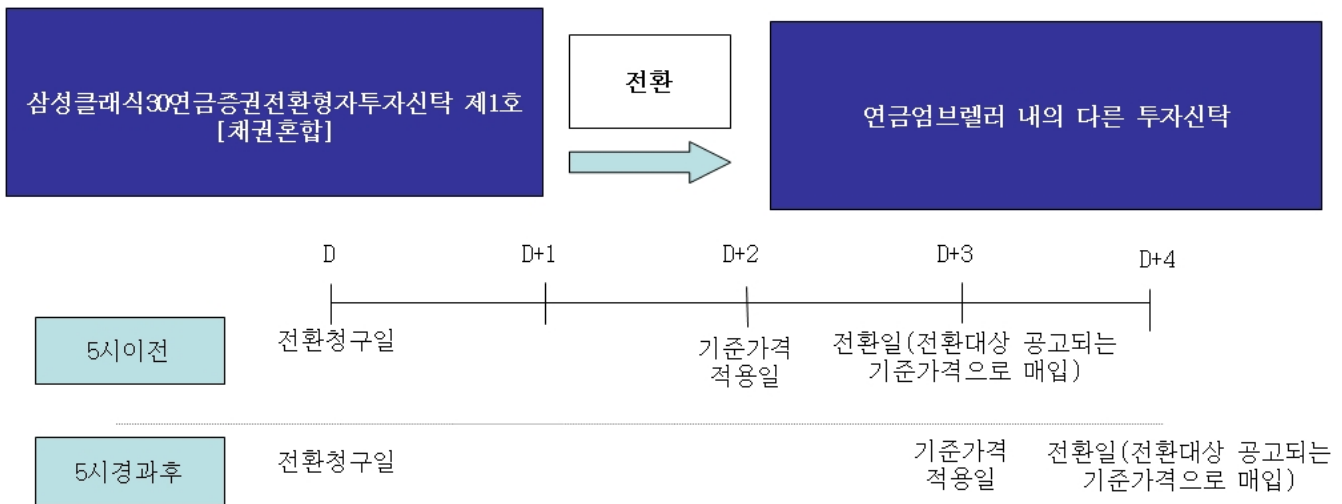 삼성클래식30연금증권전환형자투자신탁 제1호
[채권혼합]
전환
연금엄브렐러 내의 다른 투자신탁
D
D+1
D+2
D+3
D+4
5시이전
전환청구일
기준가격
적용일
전환일(전환대상 공고되는
기준가격으로 매입)
5시경과후
전환청구일
기준가격
적용일
전환일(전환대상 공고되는
기준가격으로 매입)